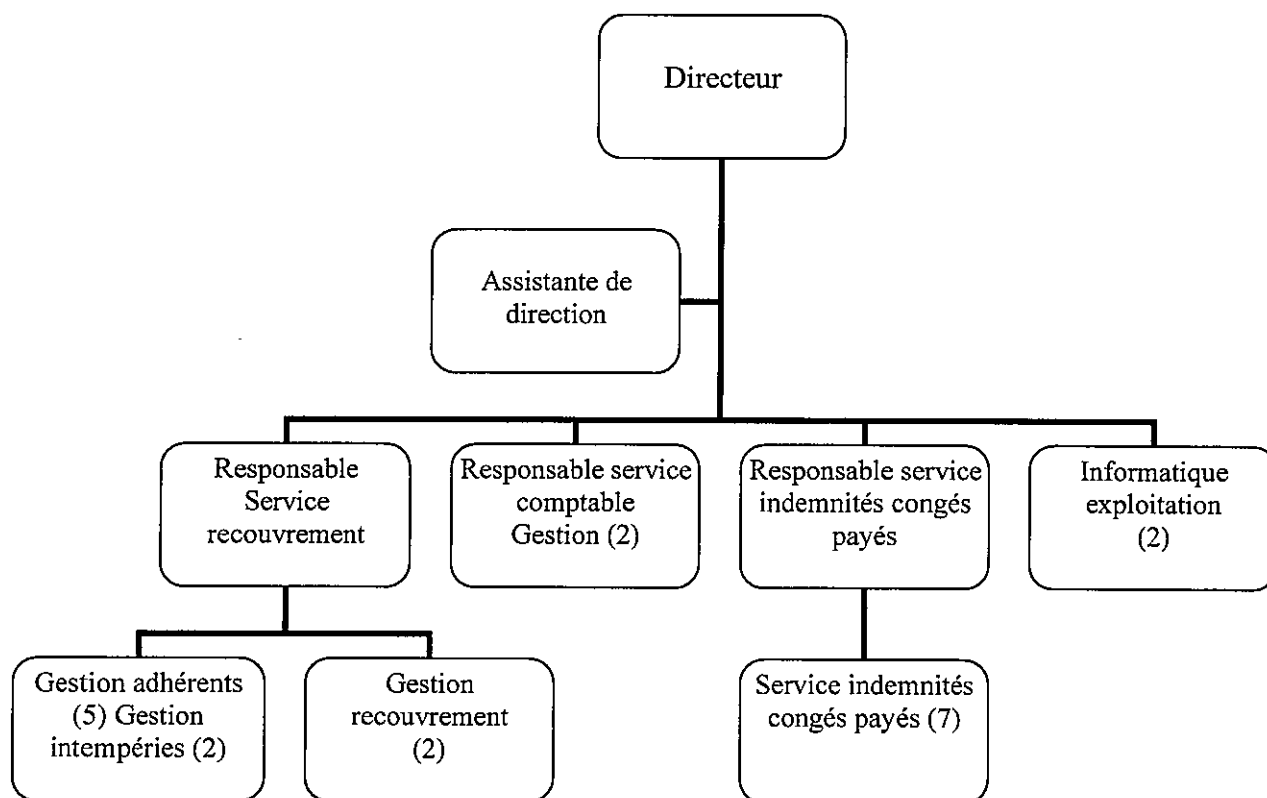 Directeur
Assistante de
direction
Responsable
Service
recouvrement
Responsable service
comptable
Gestion (2)
Responsable service
indemnités congés
payés
Informatique
exploitation
(2)
Gestion adhérents
(5) Gestion
intempéries (2)
Gestion
recouvrement
(2)
Service indemnités
congés payés (7)